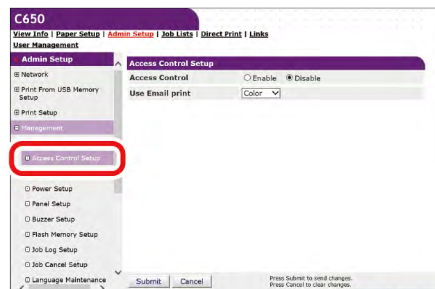 C650
View Info | Paper Setup | Admin Setup | Job Lists | Direct Print | Links
User Management
Admin Setup
Network
Print From USB Memory
Setup
Print Setup
Management
Access Control Setup
Power Setup
Panel Setup
Buzzer Setup
Flash Memory Setup
Job Log Setup
Job Cancel Setup
Language Maintenance
Access Control Setup
Access Control Enable Disable
Use Email print Color
Submit Cancel
Press Submit to send changes.
Press Cancel to clear changes.